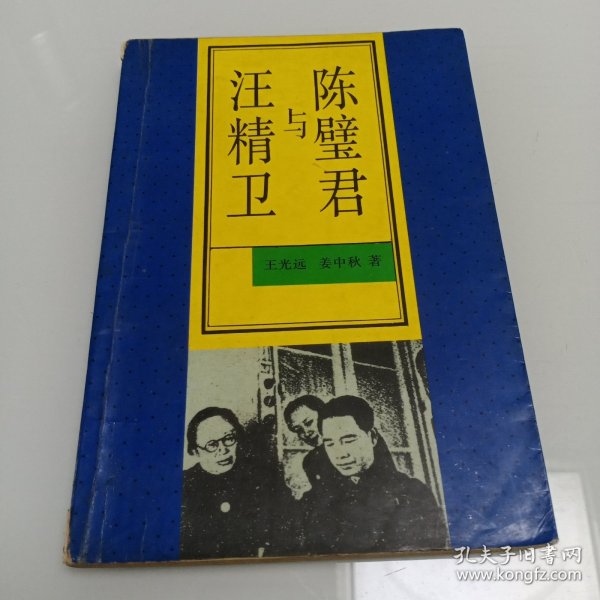 陈璧君
与
汪精卫
王光远 姜中秋 著
孔夫子旧书网
www.kongfz.com